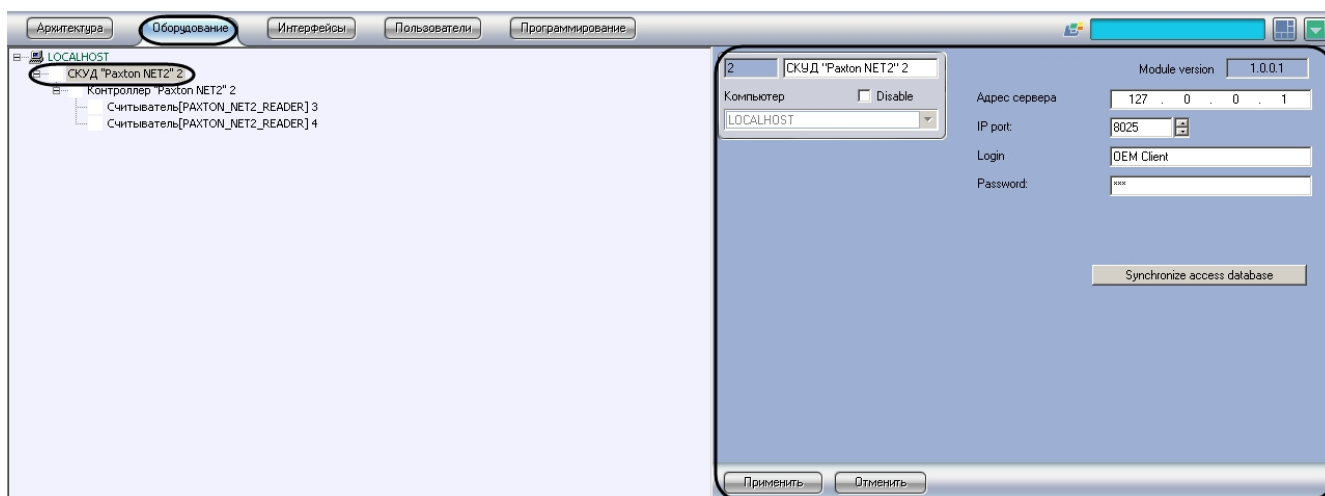 Архитектура Оборудование Интерфейсы Пользователи Программирование
LOCALHOST
СКУД "Paxton NET2" 2
Контроллер "Paxton NET2" 2
Считыватель[PAXTON_NET2_READER] 3
Считыватель[PAXTON_NET2_READER] 4
2 СКУД "Paxton NET2" 2
Компьютер Disable
LOCALHOST
Module version 1.0.0.1
Адрес сервера 127 . 0 . 0 . 1
IP port: 8025
Login OEM Client
Password: xxx
Synchronize access database
Применить Отменить